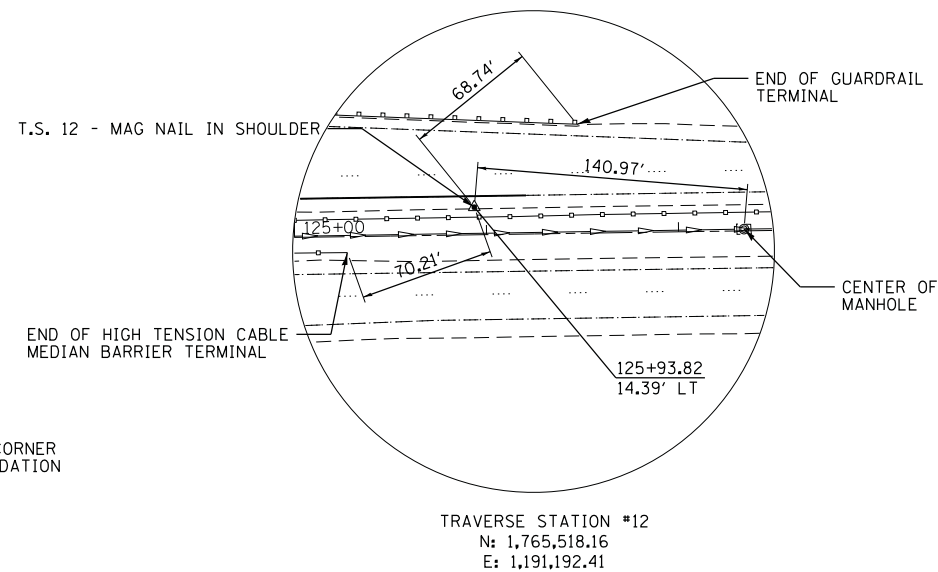 68.74'
END OF GUARDRAIL
TERMINAL
T.S. 12 - MAG NAIL IN SHOULDER
140.97'
125+00
70.21'
CENTER OF
MANHOLE
END OF HIGH TENSION CABLE
MEDIAN BARRIER TERMINAL
125+93.82
14.39' LT
CORNER
DATION
TRAVERSE STATION #12
N: 1,765,518.16
E: 1,191,192.41